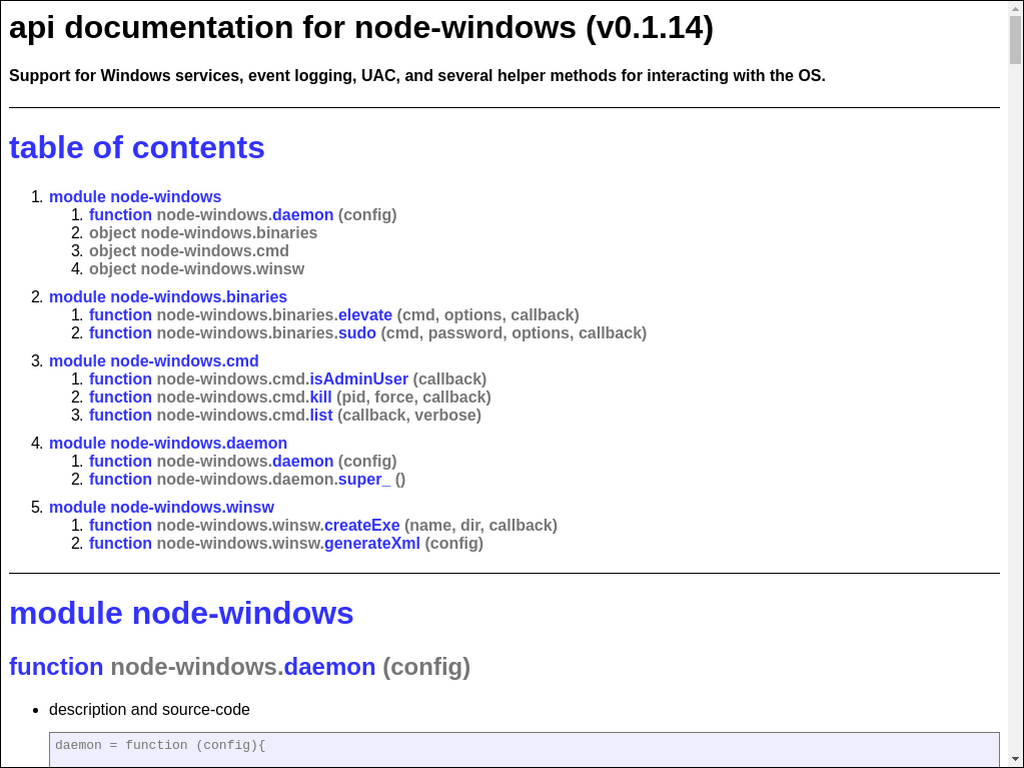 api documentation for node-windows (v0.1.14)
Support for Windows services, event logging, UAC, and several helper methods for interacting with the OS.
table of contents
1. module node-windows
1. function node-windows.daemon (config)
2. object node-windows.binaries
3. object node-windows.cmd
4. object node-windows.winsw
2. module node-windows.binaries
1. function node-windows.binaries.elevate (cmd, options, callback)
2. function node-windows.binaries.sudo (cmd, password, options, callback)
3. module node-windows.cmd
1. function node-windows.cmd.isAdminUser (callback)
2. function node-windows.cmd.kill (pid, force, callback)
3. function node-windows.cmd.list (callback, verbose)
4. module node-windows.daemon
1. function node-windows.daemon (config)
2. function node-windows.daemon.super_ ()
5. module node-windows.winsw
1. function node-windows.winsw.createExe (name, dir, callback)
2. function node-windows.winsw.generateXml (config)
module node-windows
function node-windows.daemon (config)
• description and source-code
daemon = function (config){